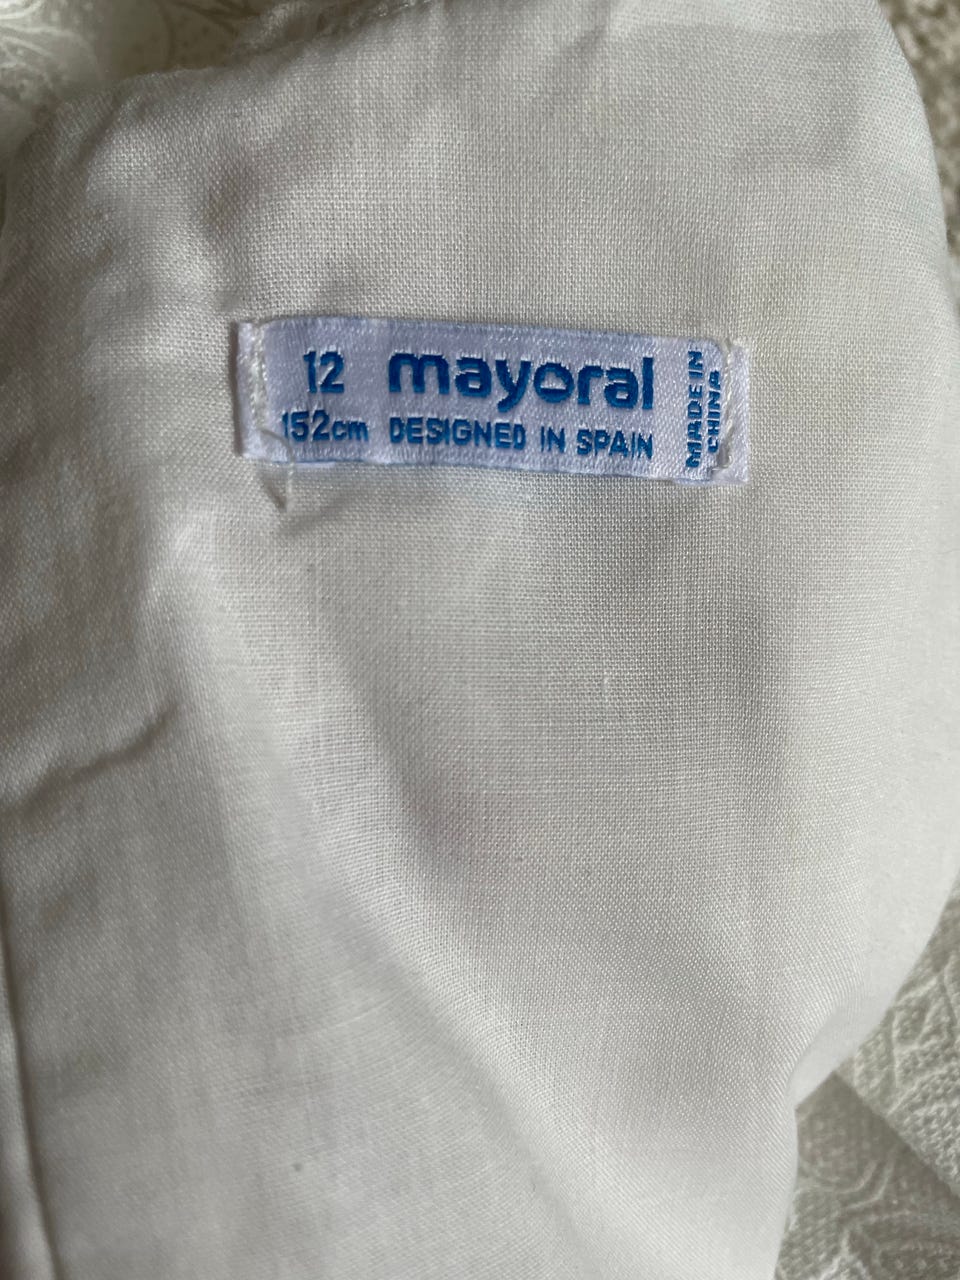 12 mayoral
152cm DESIGNED IN SPAIN
MADE IN
CHINA